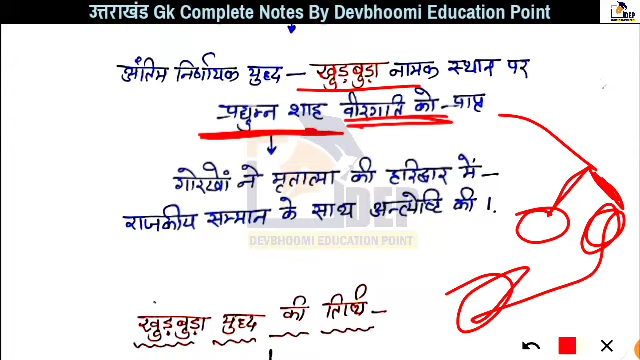 उत्तराखंड Gk Complete Notes By Devbhoomi Education Point
अंतिम निर्णायक युद्ध – खुड़बुड़ा नामक स्थान पर
प्रद्युम्न शाह वीरगति को प्राप्त
गोरखों ने मृतात्मा की हरिद्वार में –
राजकीय सम्मान के साथ अन्त्येष्टि की।
DEVBHOOMI EDUCATION POINT
खुड़बुड़ा युद्ध की तिथि –